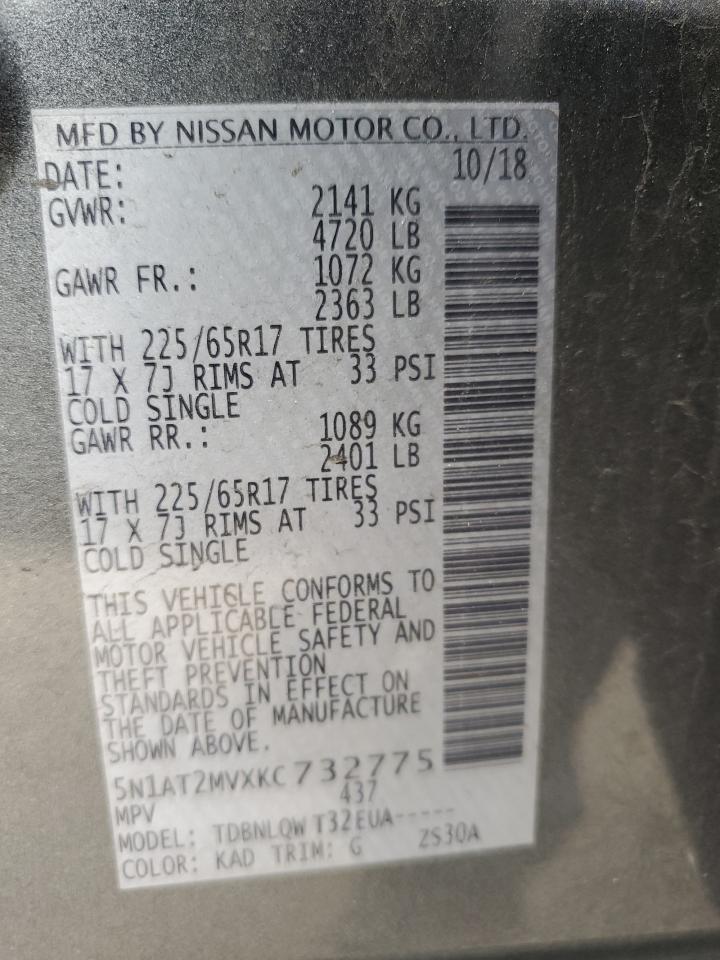 MFD BY NISSAN MOTOR CO., LTD.
DATE: 10/18
GVWR: 2141 KG
4720 LB
GAWR FR.: 1072 KG
2363 LB
WITH 225/65R17 TIRES
17 X 7J RIMS AT 33 PSI
COLD SINGLE
GAWR RR.: 1089 KG
2401 LB
WITH 225/65R17 TIRES
17 X 7J RIMS AT 33 PSI
COLD SINGLE
THIS VEHICLE CONFORMS TO
ALL APPLICABLE FEDERAL
MOTOR VEHICLE SAFETY AND
THEFT PREVENTION
STANDARDS IN EFFECT ON
THE DATE OF MANUFACTURE
SHOWN ABOVE.
5N1AT2MVXKC732775
MPV 437
MODEL: TDBNLQW T32EUA-----
COLOR: KAD TRIM: G ZS30A